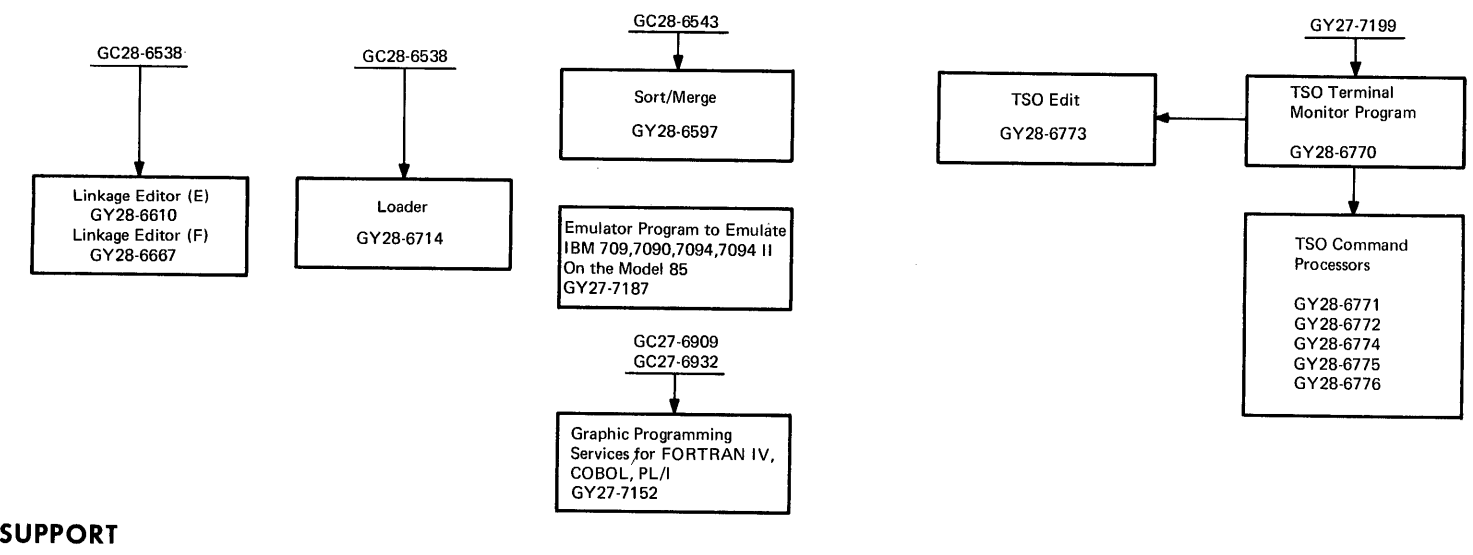 GC28-6538
Linkage Editor (E)
GY28-6610
Linkage Editor (F)
GY28-6667
GC28-6538
Loader
GY28-6714
GC28-6543
Sort/Merge
GY28-6597
Emulator Program to Emulate
IBM 709,7090,7094,7094 II
On the Model 85
GY27-7187
GC27-6909
GC27-6932
Graphic Programming
Services for FORTRAN IV,
COBOL, PL/I
GY27-7152
TSO Edit
GY28-6773
GY27-7199
TSO Terminal
Monitor Program
GY28-6770
TSO Command
Processors
GY28-6771
GY28-6772
GY28-6774
GY28-6775
GY28-6776
SUPPORT